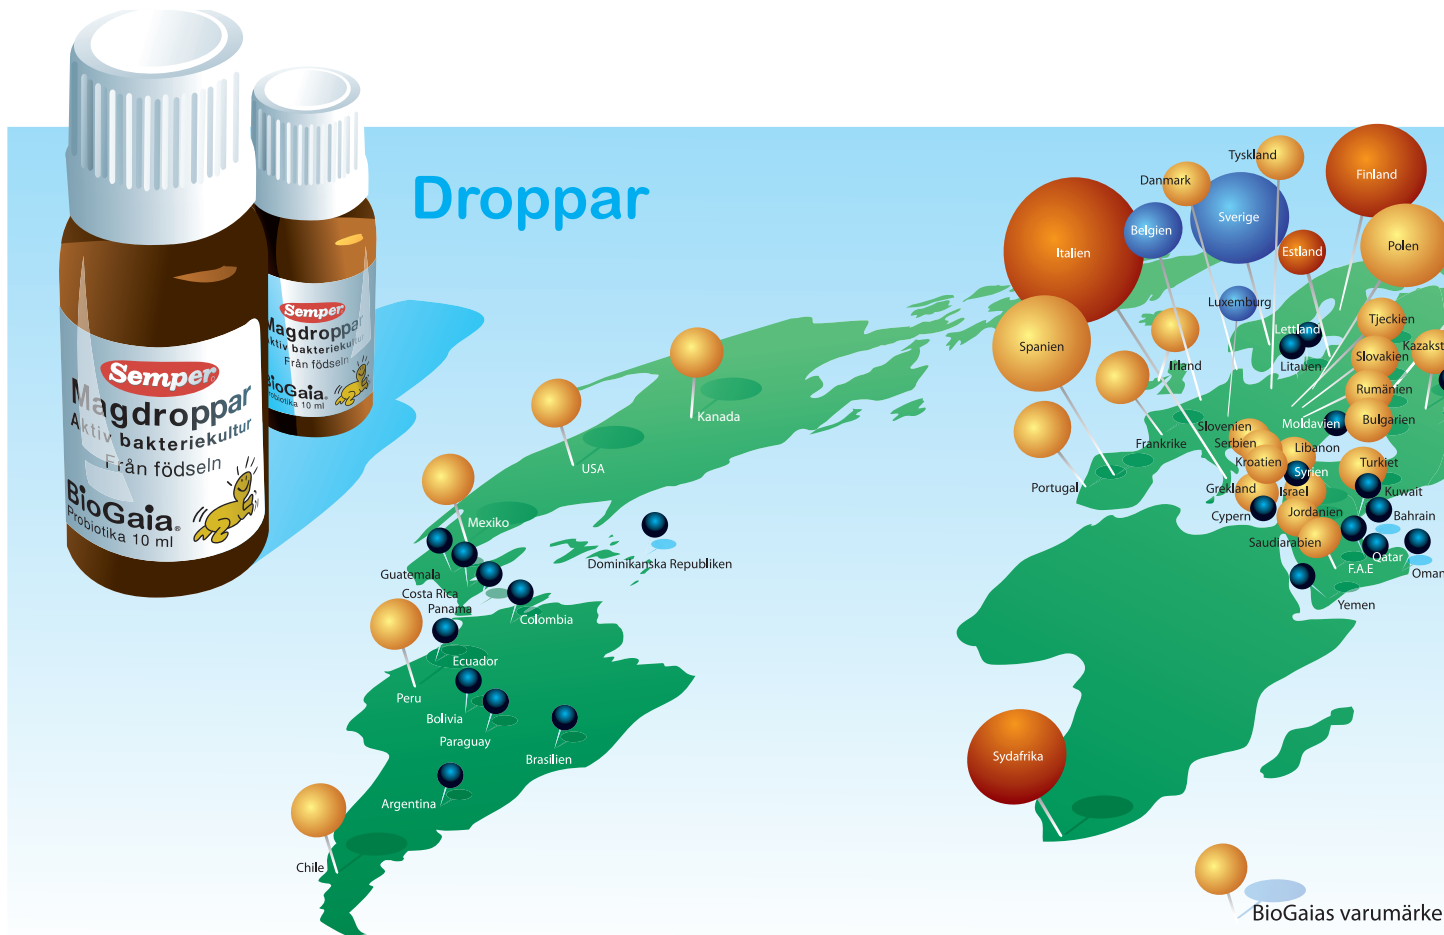 Droppar
Semper
Magdroppar
Aktiv bakteriekultur
Från födseln
BioGaia®
Probiotika 10 ml
Semper
Magdroppar
Aktiv bakteriekultur
Från födseln
BioGaia®
Probiotika 10 ml
Tyskland
Danmark
Finland
Sverige
Belgien
Polen
Italien
Estland
Luxemburg
Tjeckien
Lettland
Spanien
Kazakst
Slovakien
Irland
Litauen
Rumänien
Kanada
Moldavien
Bulgarien
Slovenien
Serbien
Frankrike
Libanon
Kroatien
Turkiet
USA
Syrien
Portugal
Grekland
Israel
Kuwait
Jordanien
Cypern
Bahrain
Mexiko
Saudiarabien
Qatar
Dominikanska Republiken
F.A.E
Guatemala
Oman
Costa Rica
Yemen
Panama
Colombia
Ecuador
Peru
Bolivia
Paraguay
Sydafrika
Brasilien
Argentina
Chile
BioGaias varumärke